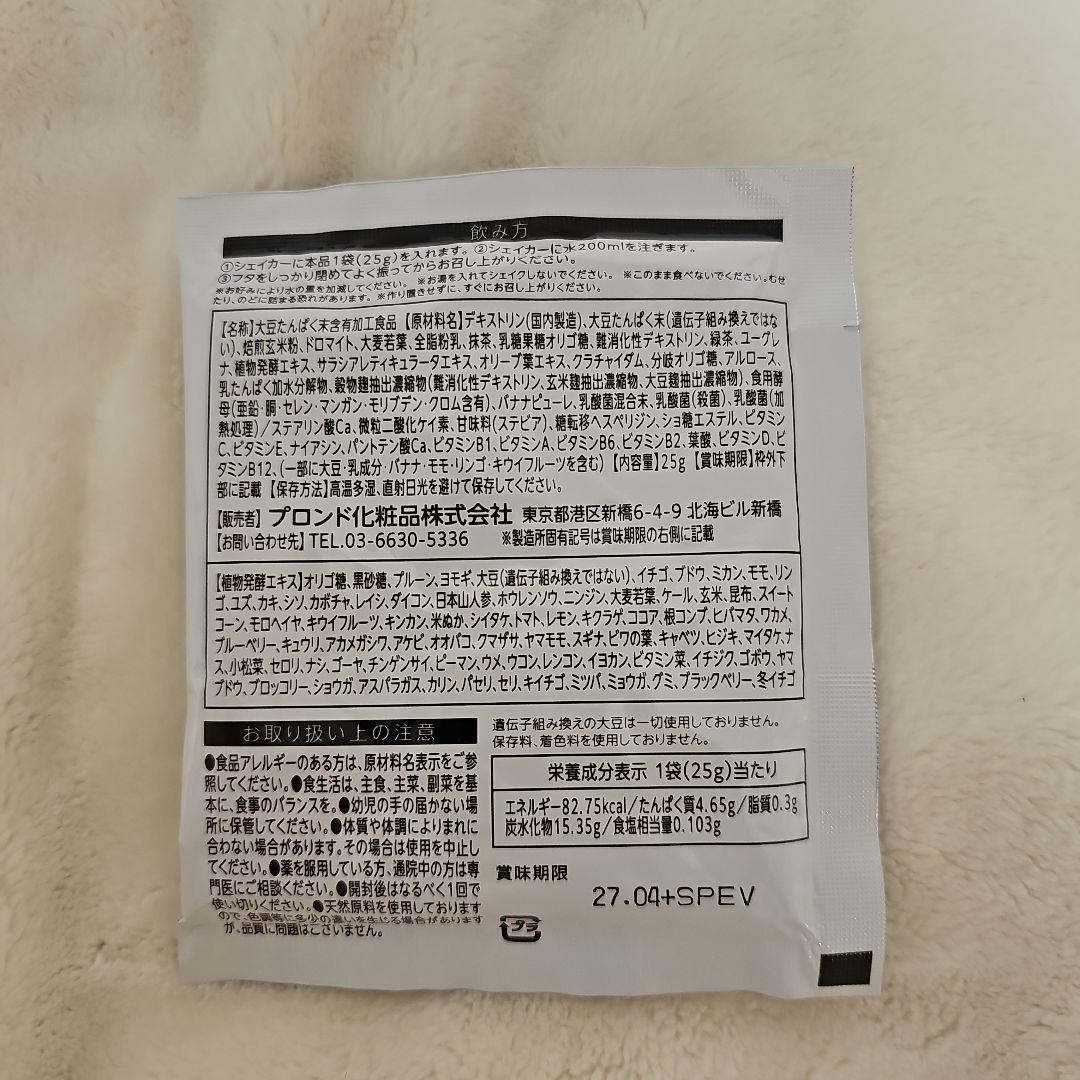 飲み方
①シェイカーに本品1袋(25g)を入れます。②シェイカーに水200mlを注ぎます。
③フタをしっかり閉めてよく振ってからお召し上がりください。
※お好みにより水の量を加減してください。 ※お湯を入れてシェイクしないでください。 ※このまま食べないでください。むせ
たり、のどに詰まる恐れがあります。※作り置きせずに、すぐにお召し上がりください。
【名称】大豆たんぱく末含有加工食品 【原材料名】デキストリン(国内製造)、大豆たんぱく末(遺伝子組み換えではな
い)、焙煎玄米粉、ドロマイト、大麦若葉、全脂粉乳、抹茶、乳糖果糖オリゴ糖、難消化性デキストリン、緑茶、ユーグレ
ナ、植物発酵エキス、サラシアレティキュラータエキス、オリーブ葉エキス、クラチャイダム、分岐オリゴ糖、アルロース、
乳たんぱく加水分解物、穀物麹抽出濃縮物(難消化性デキストリン、玄米麹抽出濃縮物、大豆麹抽出濃縮物)、食用酵
母(亜鉛・銅・セレン・マンガン・モリブデン・クロム含有)、バナナピューレ、乳酸菌混合末、乳酸菌(殺菌)、乳酸菌(加
熱処理)/ステアリン酸Ca、微粒二酸化ケイ素、甘味料(ステビア)、糖転移ヘスペリジン、ショ糖エステル、ビタミン
C、ビタミンE、ナイアシン、パントテン酸Ca、ビタミンB1、ビタミンA、ビタミンB6、ビタミンB2、葉酸、ビタミンD、ビ
タミンB12、(一部に大豆・乳成分・バナナ・モモ・リンゴ・キウイフルーツを含む) 【内容量】25g 【賞味期限】枠外下
部に記載 【保存方法】高温多湿、直射日光を避けて保存してください。
【販売者】 プロンド化粧品株式会社 東京都港区新橋6-4-9 北海ビル新橋
【お問い合わせ先】TEL.03-6630-5336 ※製造所固有記号は賞味期限の右側に記載
【植物発酵エキス】オリゴ糖、黒砂糖、プルーン、ヨモギ、大豆(遺伝子組み換えではない)、イチゴ、ブドウ、ミカン、モモ、リン
ゴ、ユズ、カキ、シソ、カボチャ、レイシ、ダイコン、日本山人参、ホウレンソウ、ニンジン、大麦若葉、ケール、玄米、昆布、スイート
コーン、モロヘイヤ、キウイフルーツ、キンカン、米ぬか、シイタケ、トマト、レモン、キクラゲ、ココア、根コンブ、ヒバマタ、ワカメ、
ブルーベリー、キュウリ、アカメガシワ、アケビ、オオバコ、クマザサ、ヤマモモ、スギナ、ビワの葉、キャベツ、ヒジキ、マイタケ、ナ
ス、小松菜、セロリ、ナシ、ゴーヤ、チンゲンサイ、ピーマン、ウメ、ウコン、レンコン、イヨカン、ビタミン菜、イチジク、ゴボウ、ヤマ
ブドウ、ブロッコリー、ショウガ、アスパラガス、カリン、パセリ、セリ、キイチゴ、ミツバ、ミョウガ、グミ、ブラックベリー、冬イチゴ
お取り扱い上の注意
●食品アレルギーのある方は、原材料名表示をご参
照してください。●食生活は、主食、主菜、副菜を基
本に、食事のバランスを。●幼児の手の届かない場
所に保管してください。●体質や体調によりまれに
合わない場合があります。その場合は使用を中止し
てください。●薬を服用している方、通院中の方は専
門医にご相談ください。●開封後はなるべく1回で
使い切りください。●天然原料を使用しております
ので、色調等に多少の違いを生じる場合があります
が、品質に問題はございません。
遺伝子組み換えの大豆は一切使用しておりません。
保存料、着色料を使用しておりません。
栄養成分表示 1袋(25g)当たり
エネルギー82.75kcal/たんぱく質4.65g/脂質0.3g
炭水化物15.35g/食塩相当量0.103g
賞味期限
27.04+SPEV
プラ